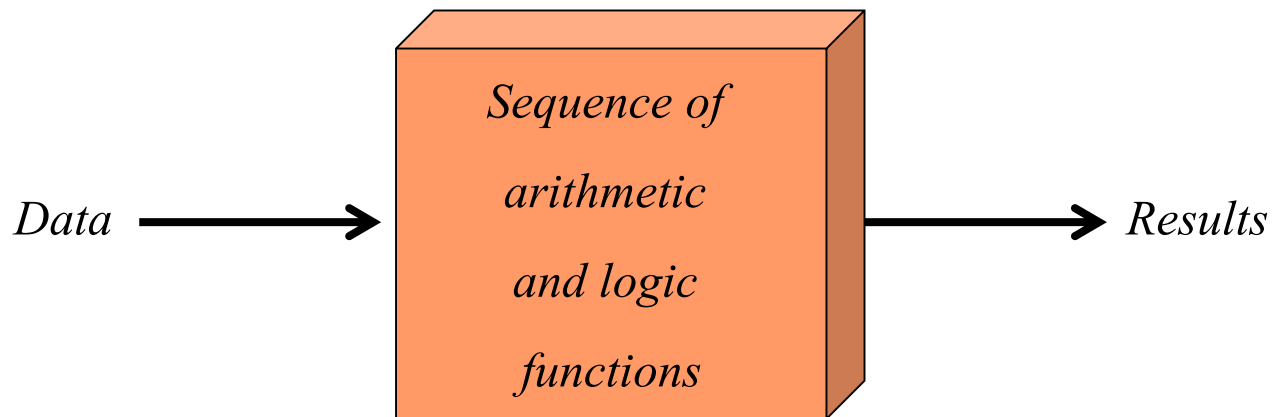 Data
Sequence of
arithmetic
and logic
functions
Results